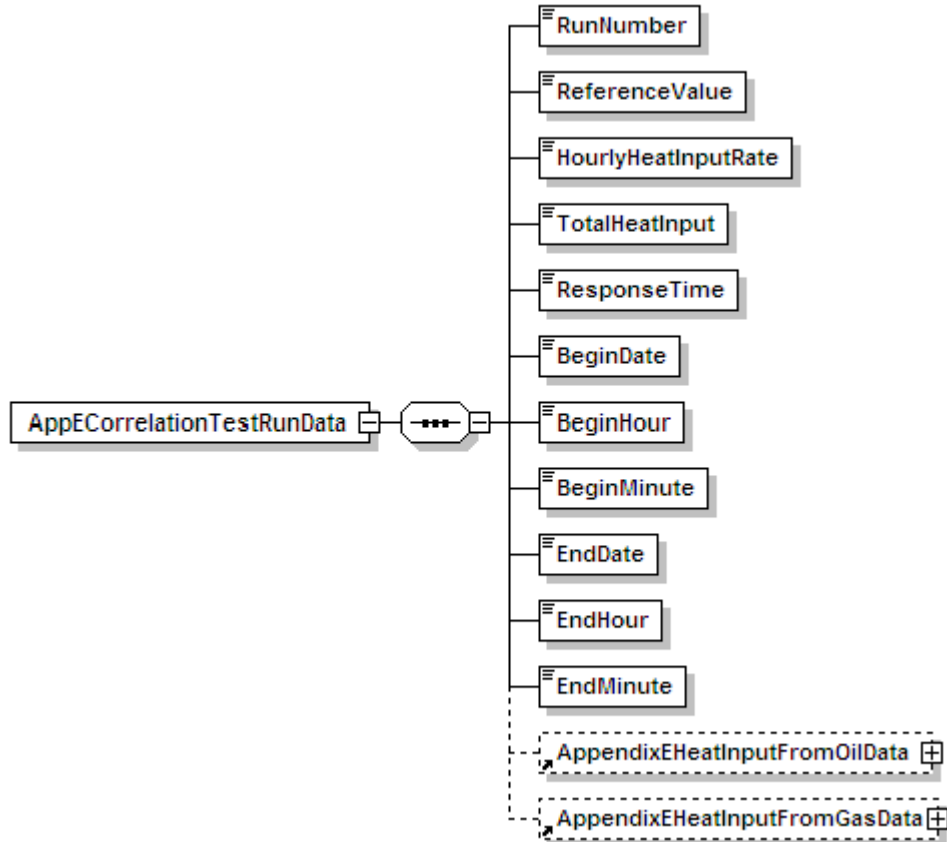 RunNumber
ReferenceValue
HourlyHeatInputRate
TotalHeatInput
ResponseTime
BeginDate
AppECorrelationTestRunData
BeginHour
BeginMinute
EndDate
EndHour
EndMinute
AppendixEHeatInputFromOilData
AppendixEHeatInputFromGasData